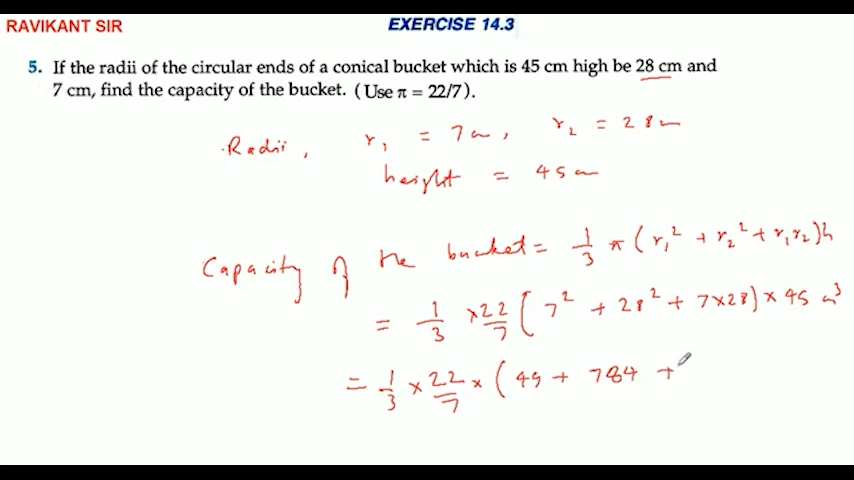 RAVIKANT SIR
EXERCISE 14.3
5. If the radii of the circular ends of a conical bucket which is 45 cm high be 28 cm and
7 cm, find the capacity of the bucket. (Use π = 22/7).
Radii, r₁ = 7 cm, r₂ = 28 cm
height = 45 cm
Capacity of the bucket = 1/3 π (r₁² + r₂² + r₁r₂)h
= 1/3 × 22/7 (7² + 28² + 7×28) × 45 cm³
= 1/3 × 22/7 × (49 + 784 +